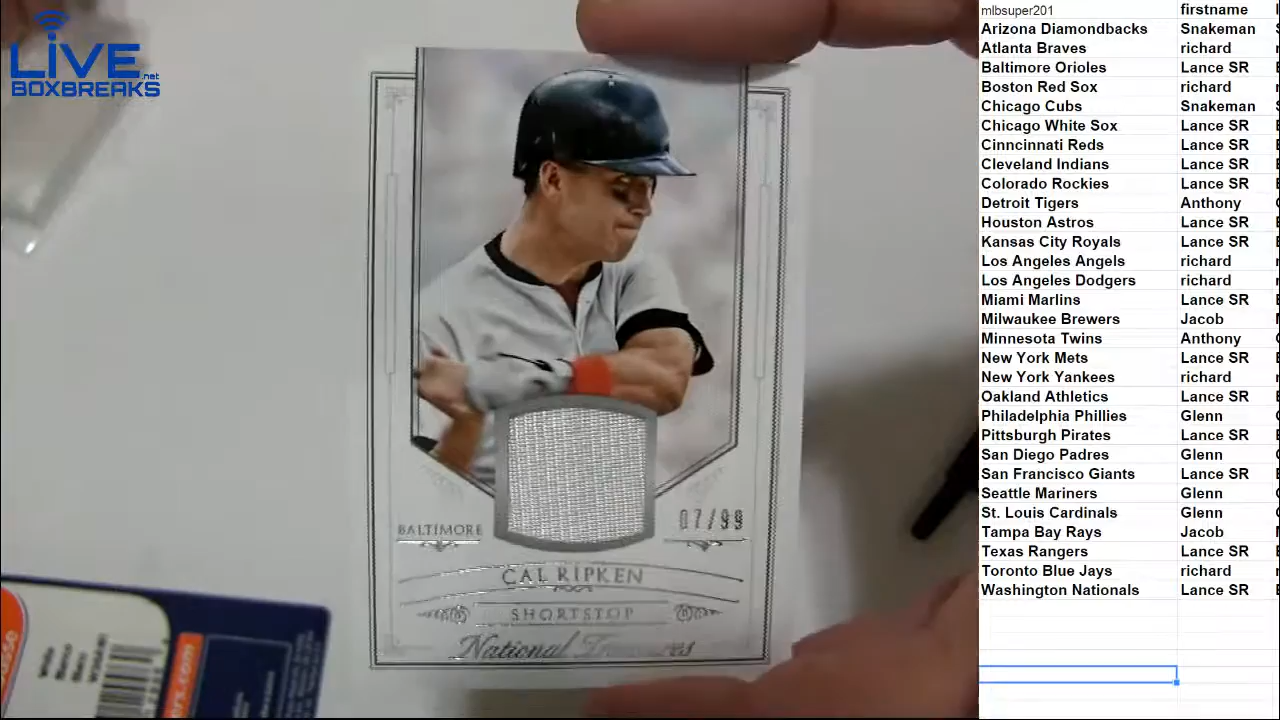 LIVE.net
BOXBREAKS
BALTIMORE
07/99
CAL RIPKEN
SHORTSTOP
National Treasures
mlbsuper201 firstname
Arizona Diamondbacks Snakeman
Atlanta Braves richard
Baltimore Orioles Lance SR
Boston Red Sox richard
Chicago Cubs Snakeman
Chicago White Sox Lance SR
Cinncinnati Reds Lance SR
Cleveland Indians Lance SR
Colorado Rockies Lance SR
Detroit Tigers Anthony
Houston Astros Lance SR
Kansas City Royals Lance SR
Los Angeles Angels richard
Los Angeles Dodgers richard
Miami Marlins Lance SR
Milwaukee Brewers Jacob
Minnesota Twins Anthony
New York Mets Lance SR
New York Yankees richard
Oakland Athletics Lance SR
Philadelphia Phillies Glenn
Pittsburgh Pirates Lance SR
San Diego Padres Glenn
San Francisco Giants Lance SR
Seattle Mariners Glenn
St. Louis Cardinals Glenn
Tampa Bay Rays Jacob
Texas Rangers Lance SR
Toronto Blue Jays richard
Washington Nationals Lance SR